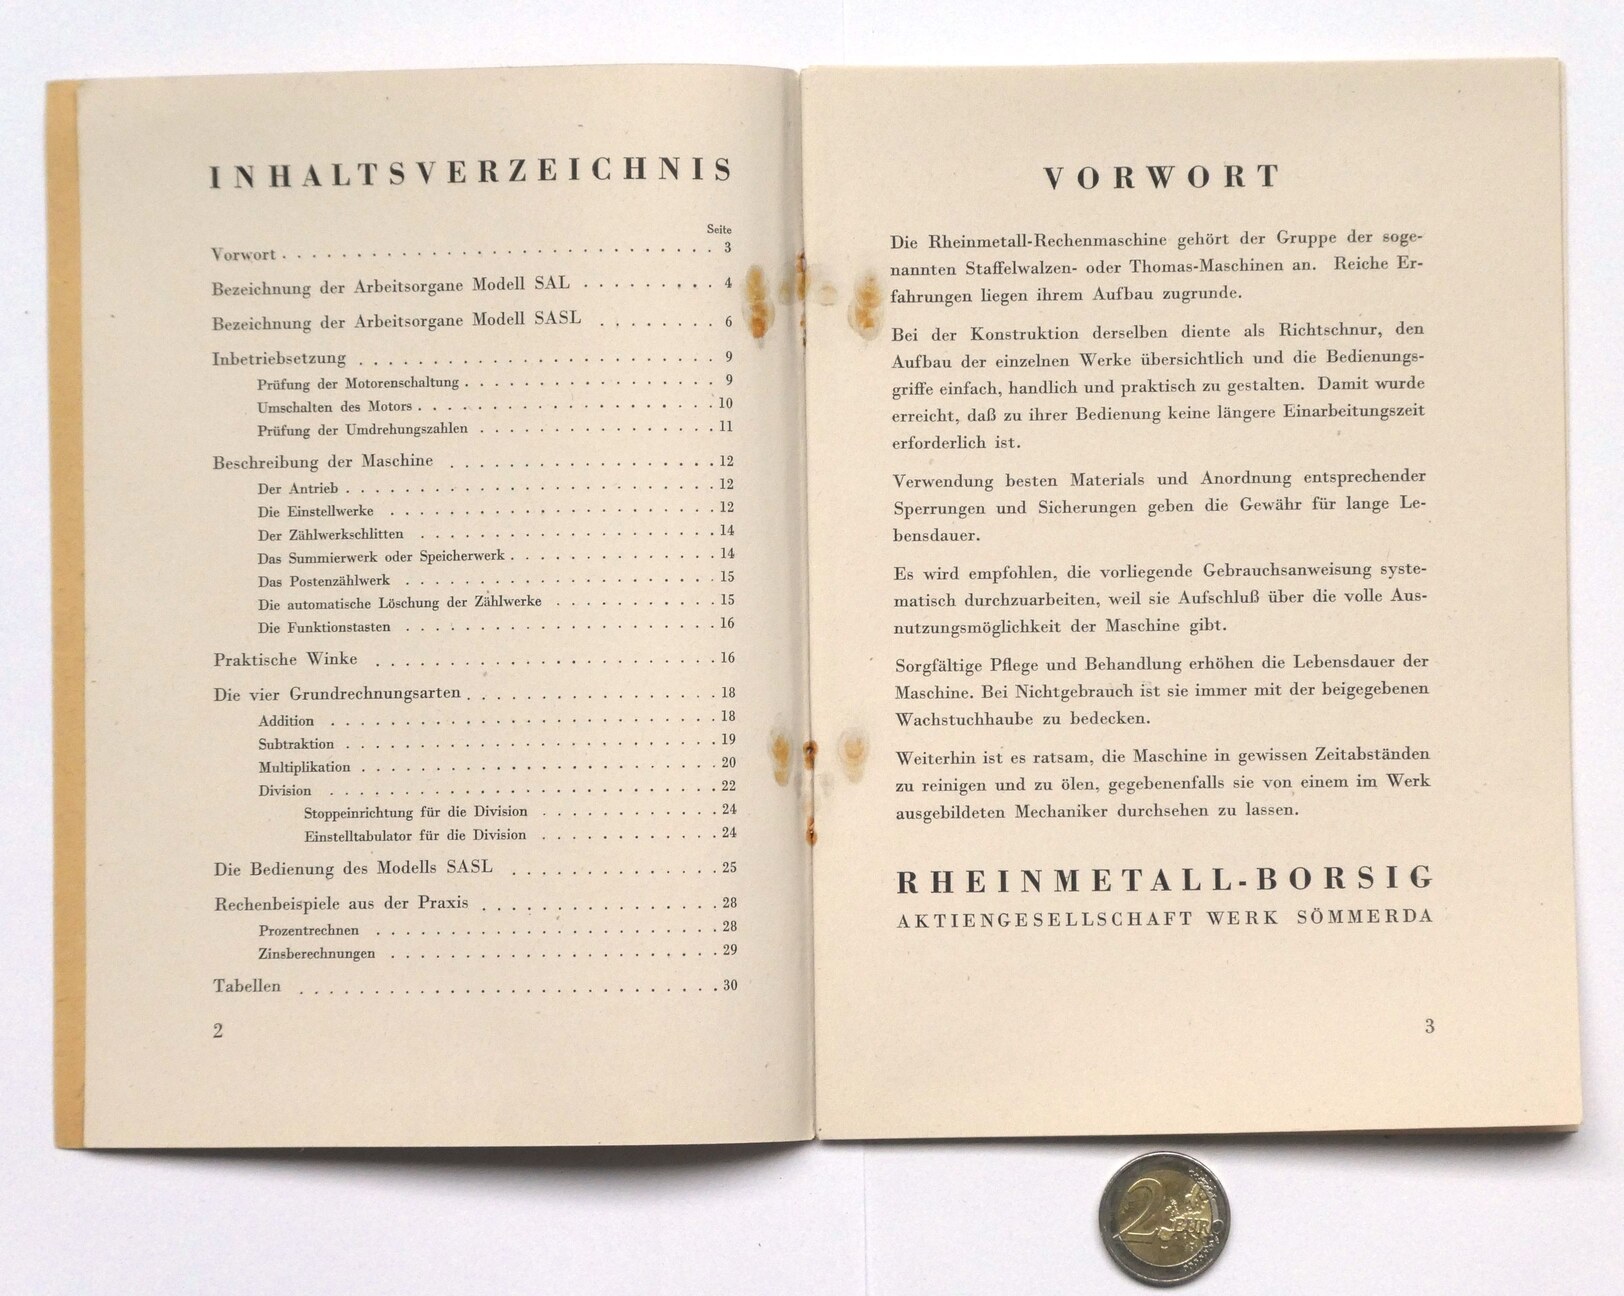 INHALTSVERZEICHNIS
Seite
Vorwort . . . . . . . . . . . . . . . . . . . . . . . . . . . . 3
Bezeichnung der Arbeitsorgane Modell SAL . . . . . . . . . 4
Bezeichnung der Arbeitsorgane Modell SASL . . . . . . . . 6
Inbetriebsetzung . . . . . . . . . . . . . . . . . . . . . . . 9
Prüfung der Motorenschaltung . . . . . . . . . . . . . . . . . 9
Umschalten des Motors . . . . . . . . . . . . . . . . . . . . 10
Prüfung der Umdrehungszahlen . . . . . . . . . . . . . . . . 11
Beschreibung der Maschine . . . . . . . . . . . . . . . . . . 12
Der Antrieb . . . . . . . . . . . . . . . . . . . . . . . . . 12
Die Einstellwerke . . . . . . . . . . . . . . . . . . . . . . 12
Der Zählwerkschlitten . . . . . . . . . . . . . . . . . . . . 14
Das Summierwerk oder Speicherwerk . . . . . . . . . . . . . . 14
Das Postenzählwerk . . . . . . . . . . . . . . . . . . . . . 15
Die automatische Löschung der Zählwerke . . . . . . . . . . . 15
Die Funktionstasten . . . . . . . . . . . . . . . . . . . . . 16
Praktische Winke . . . . . . . . . . . . . . . . . . . . . . . 16
Die vier Grundrechnungsarten . . . . . . . . . . . . . . . . . 18
Addition . . . . . . . . . . . . . . . . . . . . . . . . . . 18
Subtraktion . . . . . . . . . . . . . . . . . . . . . . . . . 19
Multiplikation . . . . . . . . . . . . . . . . . . . . . . . . 20
Division . . . . . . . . . . . . . . . . . . . . . . . . . . 22
Stoppeinrichtung für die Division . . . . . . . . . . . . 24
Einstelltabulator für die Division . . . . . . . . . . . . 24
Die Bedienung des Modells SASL . . . . . . . . . . . . . . 25
Rechenbeispiele aus der Praxis . . . . . . . . . . . . . . . . 28
Prozentrechnen . . . . . . . . . . . . . . . . . . . . . . . 28
Zinsberechnungen . . . . . . . . . . . . . . . . . . . . . . 29
Tabellen . . . . . . . . . . . . . . . . . . . . . . . . . . . . 30
2
VORWORT
Die Rheinmetall-Rechenmaschine gehört der Gruppe der soge-
nannten Staffelwalzen- oder Thomas-Maschinen an. Reiche Er-
fahrungen liegen ihrem Aufbau zugrunde.
Bei der Konstruktion derselben diente als Richtschnur, den
Aufbau der einzelnen Werke übersichtlich und die Bedienungs-
griffe einfach, handlich und praktisch zu gestalten. Damit wurde
erreicht, daß zu ihrer Bedienung keine längere Einarbeitungszeit
erforderlich ist.
Verwendung besten Materials und Anordnung entsprechender
Sperrungen und Sicherungen geben die Gewähr für lange Le-
bensdauer.
Es wird empfohlen, die vorliegende Gebrauchsanweisung syste-
matisch durchzuarbeiten, weil sie Aufschluß über die volle Aus-
nutzungsmöglichkeit der Maschine gibt.
Sorgfältige Pflege und Behandlung erhöhen die Lebensdauer der
Maschine. Bei Nichtgebrauch ist sie immer mit der beigegebenen
Wachstuchhaube zu bedecken.
Weiterhin ist es ratsam, die Maschine in gewissen Zeitabständen
zu reinigen und zu ölen, gegebenenfalls sie von einem im Werk
ausgebildeten Mechaniker durchsehen zu lassen.
RHEINMETALL-BORSIG
AKTIENGESELLSCHAFT WERK SÖMMERDA
3
2 EURO